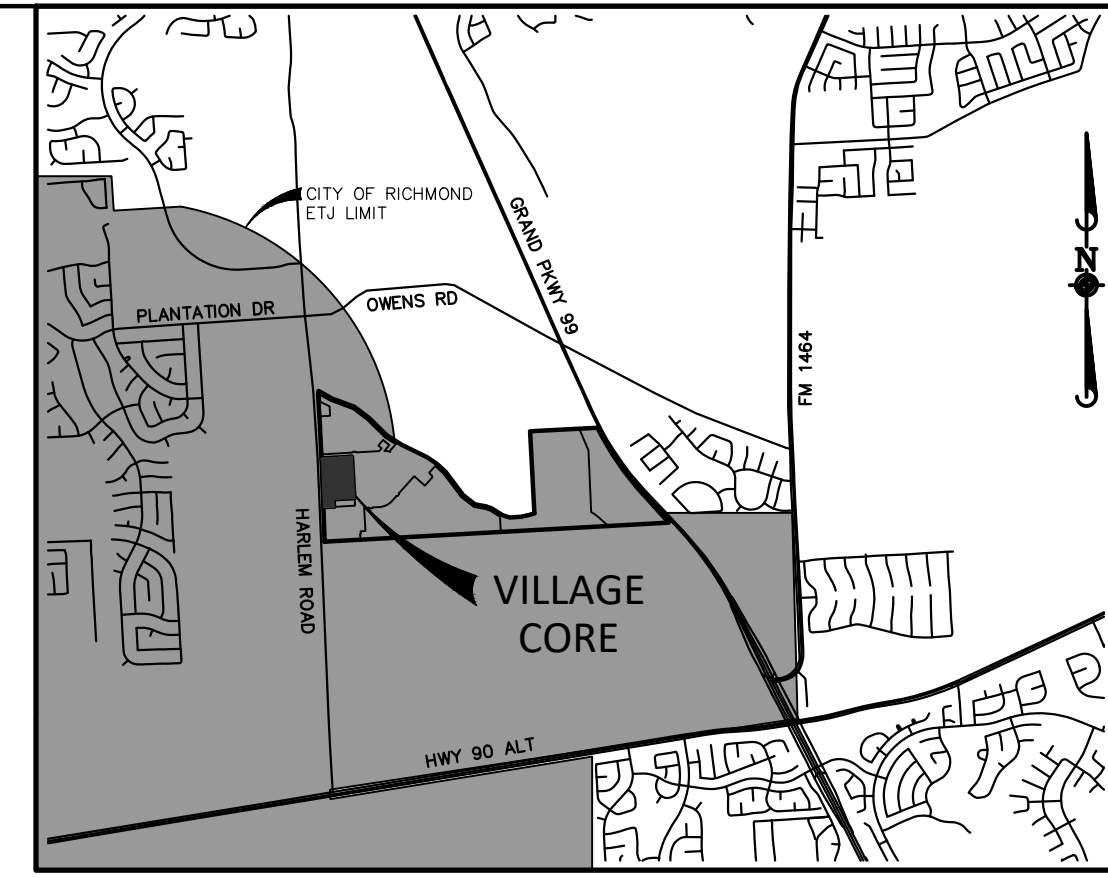 CITY OF RICHMOND
ETJ LIMIT
GRAND PKWY 99
N
PLANTATION DR
OWENS RD
FM 1464
HARLEM ROAD
VILLAGE
CORE
HWY 90 ALT